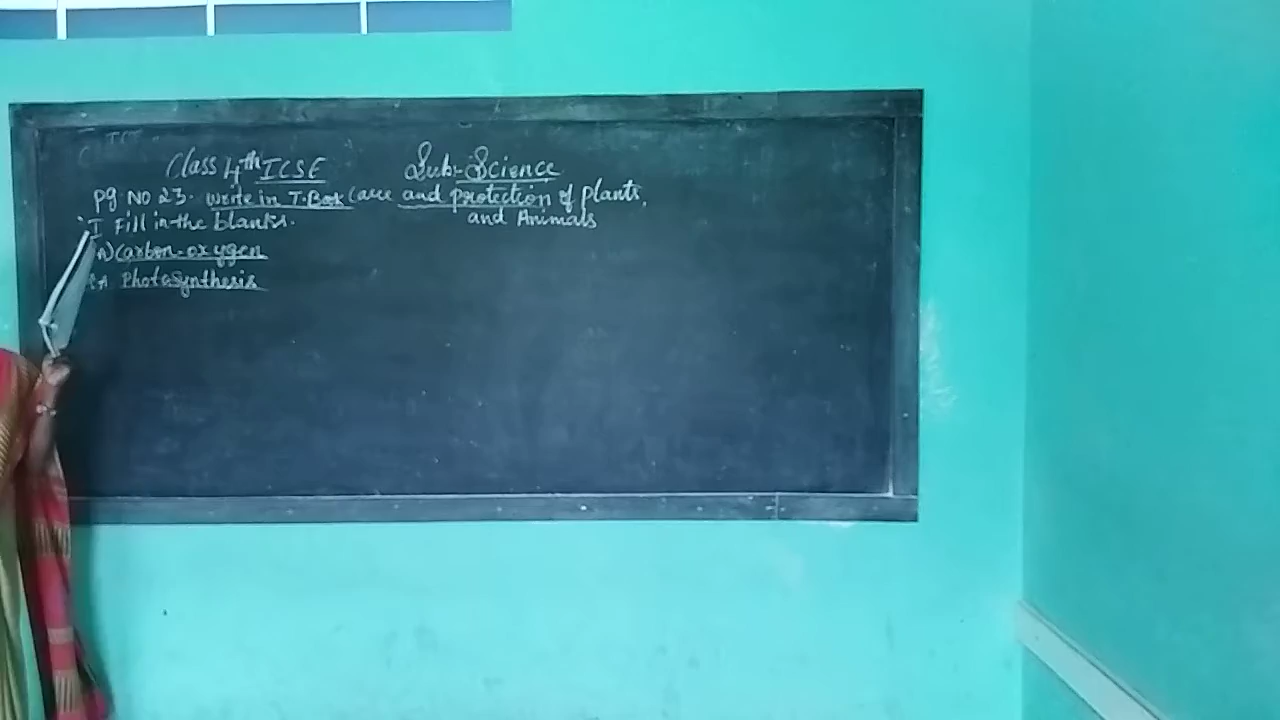 Class 4th ICSE Sub-Science
pg No 23. Write in T.Book Care and protection of plants,
and Animals
I Fill in the blanks.
A) Carbon-oxygen
A Photosynthesis